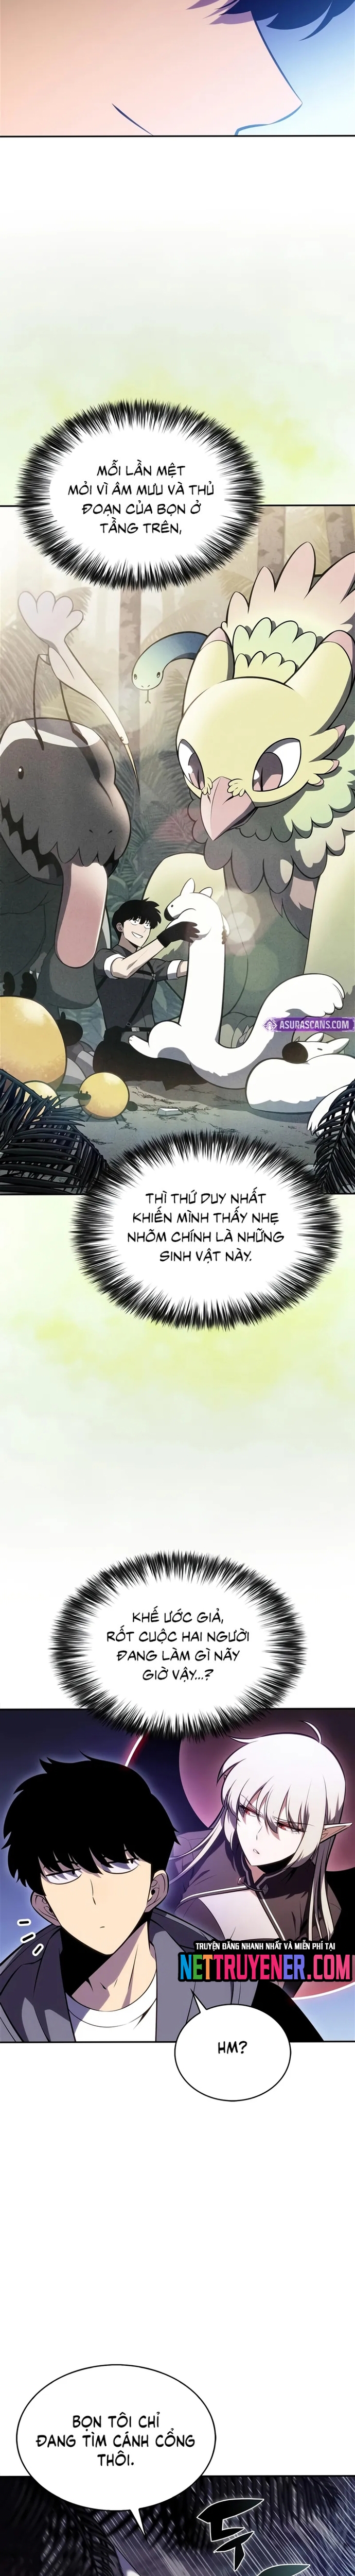 MỖI LẦN MỆT
MỎI VÌ ÂM MƯU VÀ THỦ
ĐOẠN CỦA BỌN Ở
TẦNG TRÊN,
ASURASCANS.COM
THÌ THỨ DUY NHẤT
KHIẾN MÌNH THẤY NHẸ
NHÕM CHÍNH LÀ NHỮNG
SINH VẬT NÀY.
KHẾ ƯỚC GIẢ,
RỐT CUỘC HAI NGƯỜI
ĐANG LÀM GÌ NÃY
GIỜ VẬY...?
TRUYỆN ĐĂNG NHANH NHẤT VÀ MIỄN PHÍ TẠI
NETTRUYENER.COM
HM?
BỌN TÔI CHỈ
ĐANG TÌM CÁNH CỔNG
THÔI.